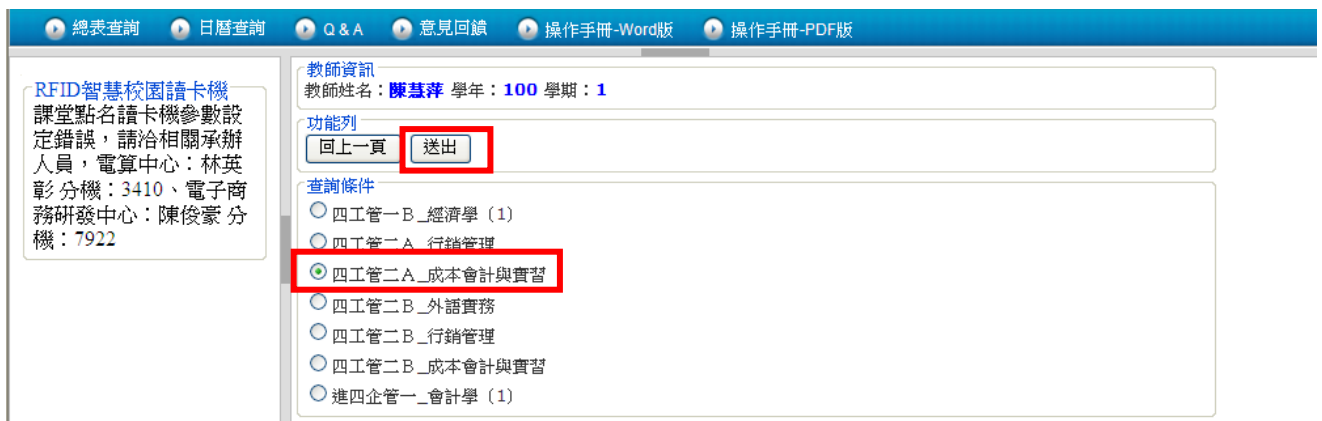 總表查詢 日曆查詢 Q & A 意見回饋 操作手冊-Word版 操作手冊-PDF版
RFID智慧校園讀卡機
課堂點名讀卡機參數設
定錯誤，請洽相關承辦
人員，電算中心：林英
彰 分機：3410、電子商
務研發中心：陳俊豪 分
機：7922
教師資訊
教師姓名：陳慧萍 學年：100 學期：1
功能列
回上一頁 送出
查詢條件
四工管一B_經濟學（1）
四工管二A_行銷管理
四工管二A_成本會計與實習
四工管二B_外語實務
四工管二B_行銷管理
四工管二B_成本會計與實習
進四企管一_會計學（1）